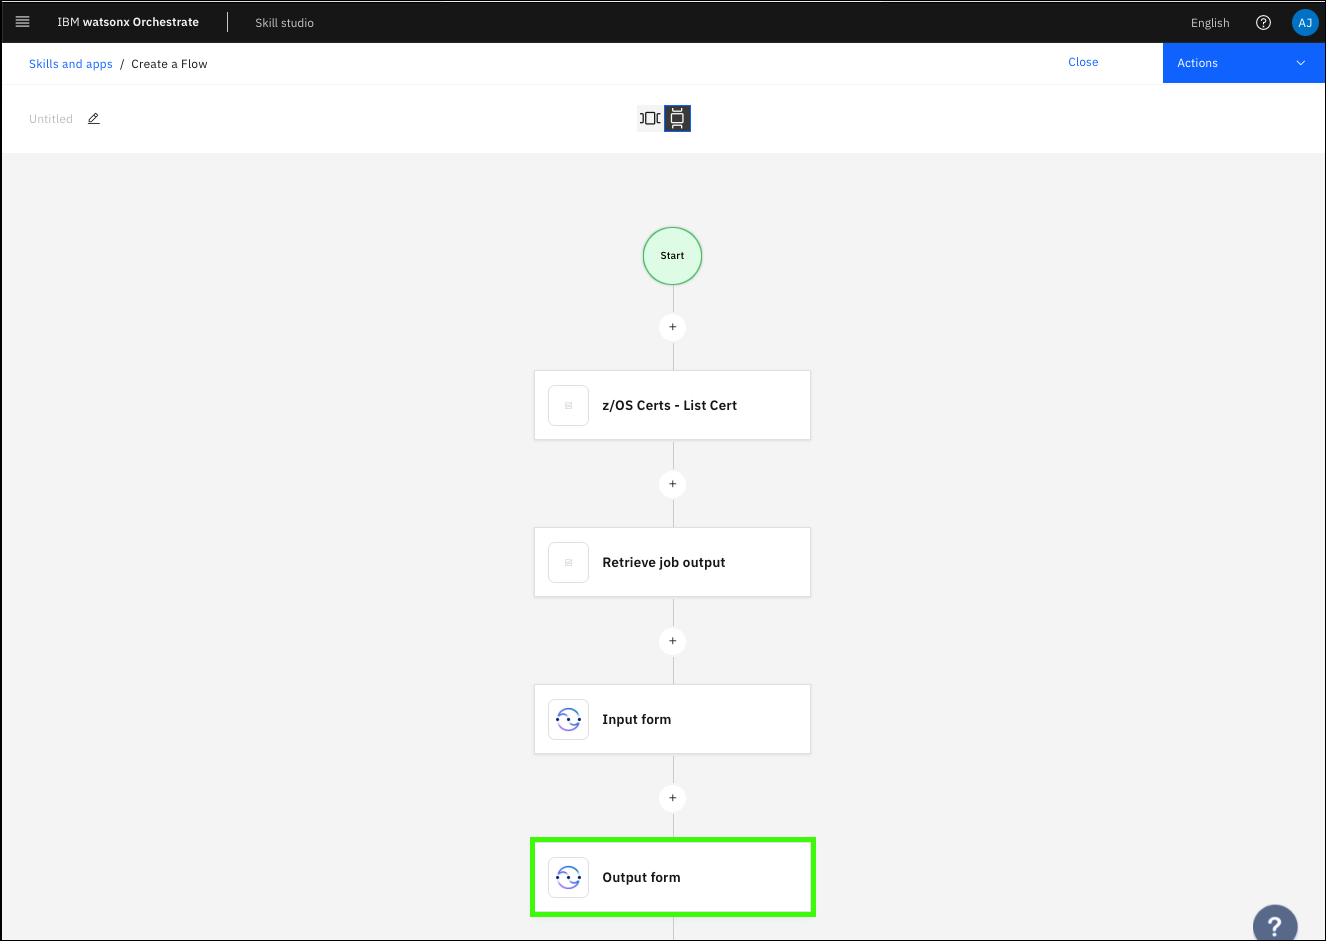 IBM watsonx Orchestrate
Skill studio
English
AJ
Skills and apps / Create a Flow
Close
Actions
Untitled
Start
+
z/OS Certs - List Cert
+
Retrieve job output
+
Input form
+
Output form
?